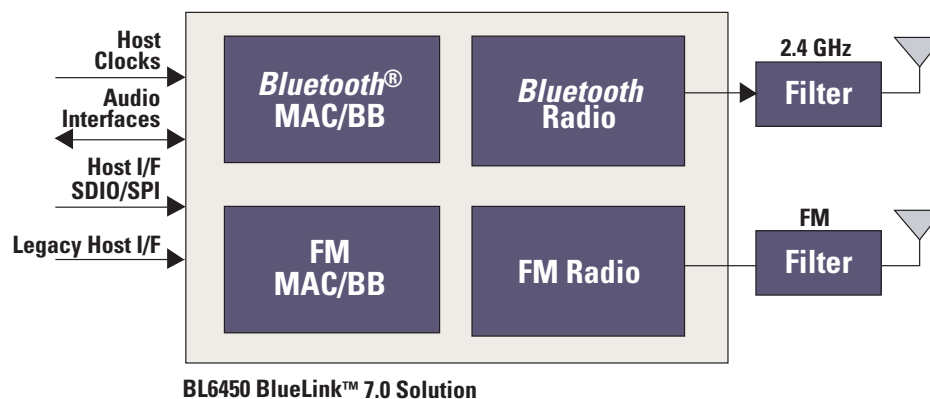 Host
Clocks
Audio
Interfaces
Host I/F
SDIO/SPI
Legacy Host I/F
Bluetooth®
MAC/BB
Bluetooth
Radio
FM
MAC/BB
FM Radio
2.4 GHz
Filter
FM
Filter
BL6450 BlueLink™ 7.0 Solution